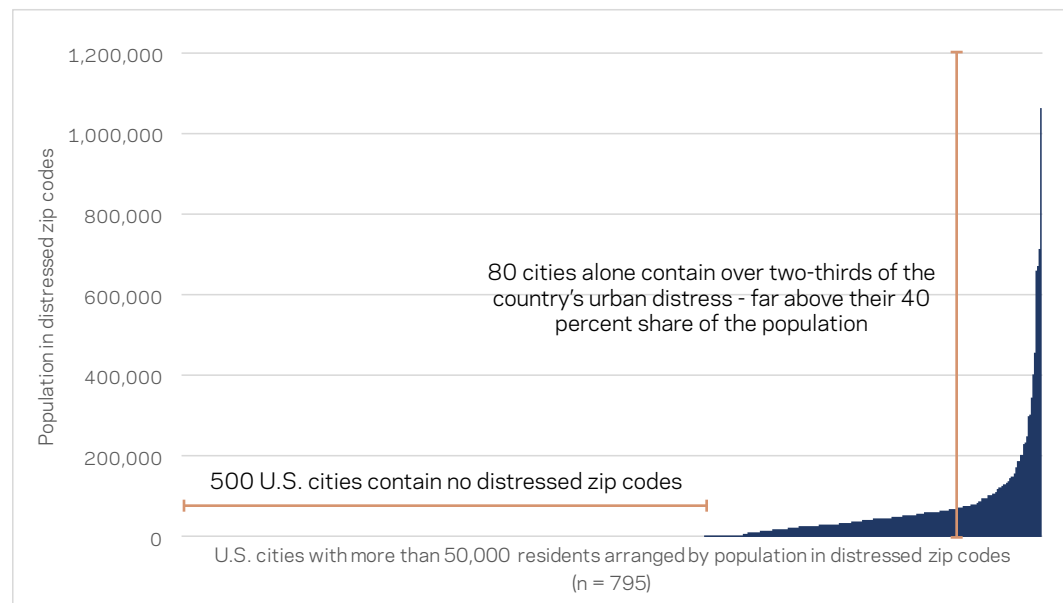 1,200,000
1,000,000
800,000
600,000
400,000
200,000
0
Population in distressed zip codes
80 cities alone contain over two-thirds of the
country's urban distress - far above their 40
percent share of the population
500 U.S. cities contain no distressed zip codes
U.S. cities with more than 50,000 residents arranged by population in distressed zip codes
(n = 795)